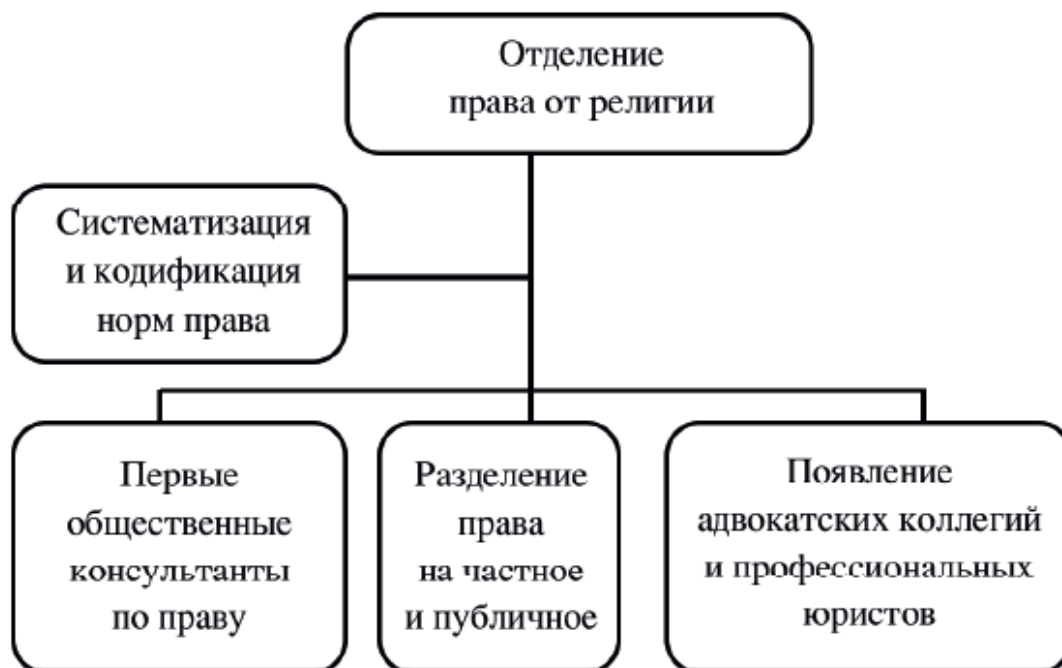 Отделение
права от религии
Систематизация
и кодификация
норм права
Первые
общественные
консультанты
по праву
Разделение
права
на частное
и публичное
Появление
адвокатских коллегий
и профессиональных
юристов